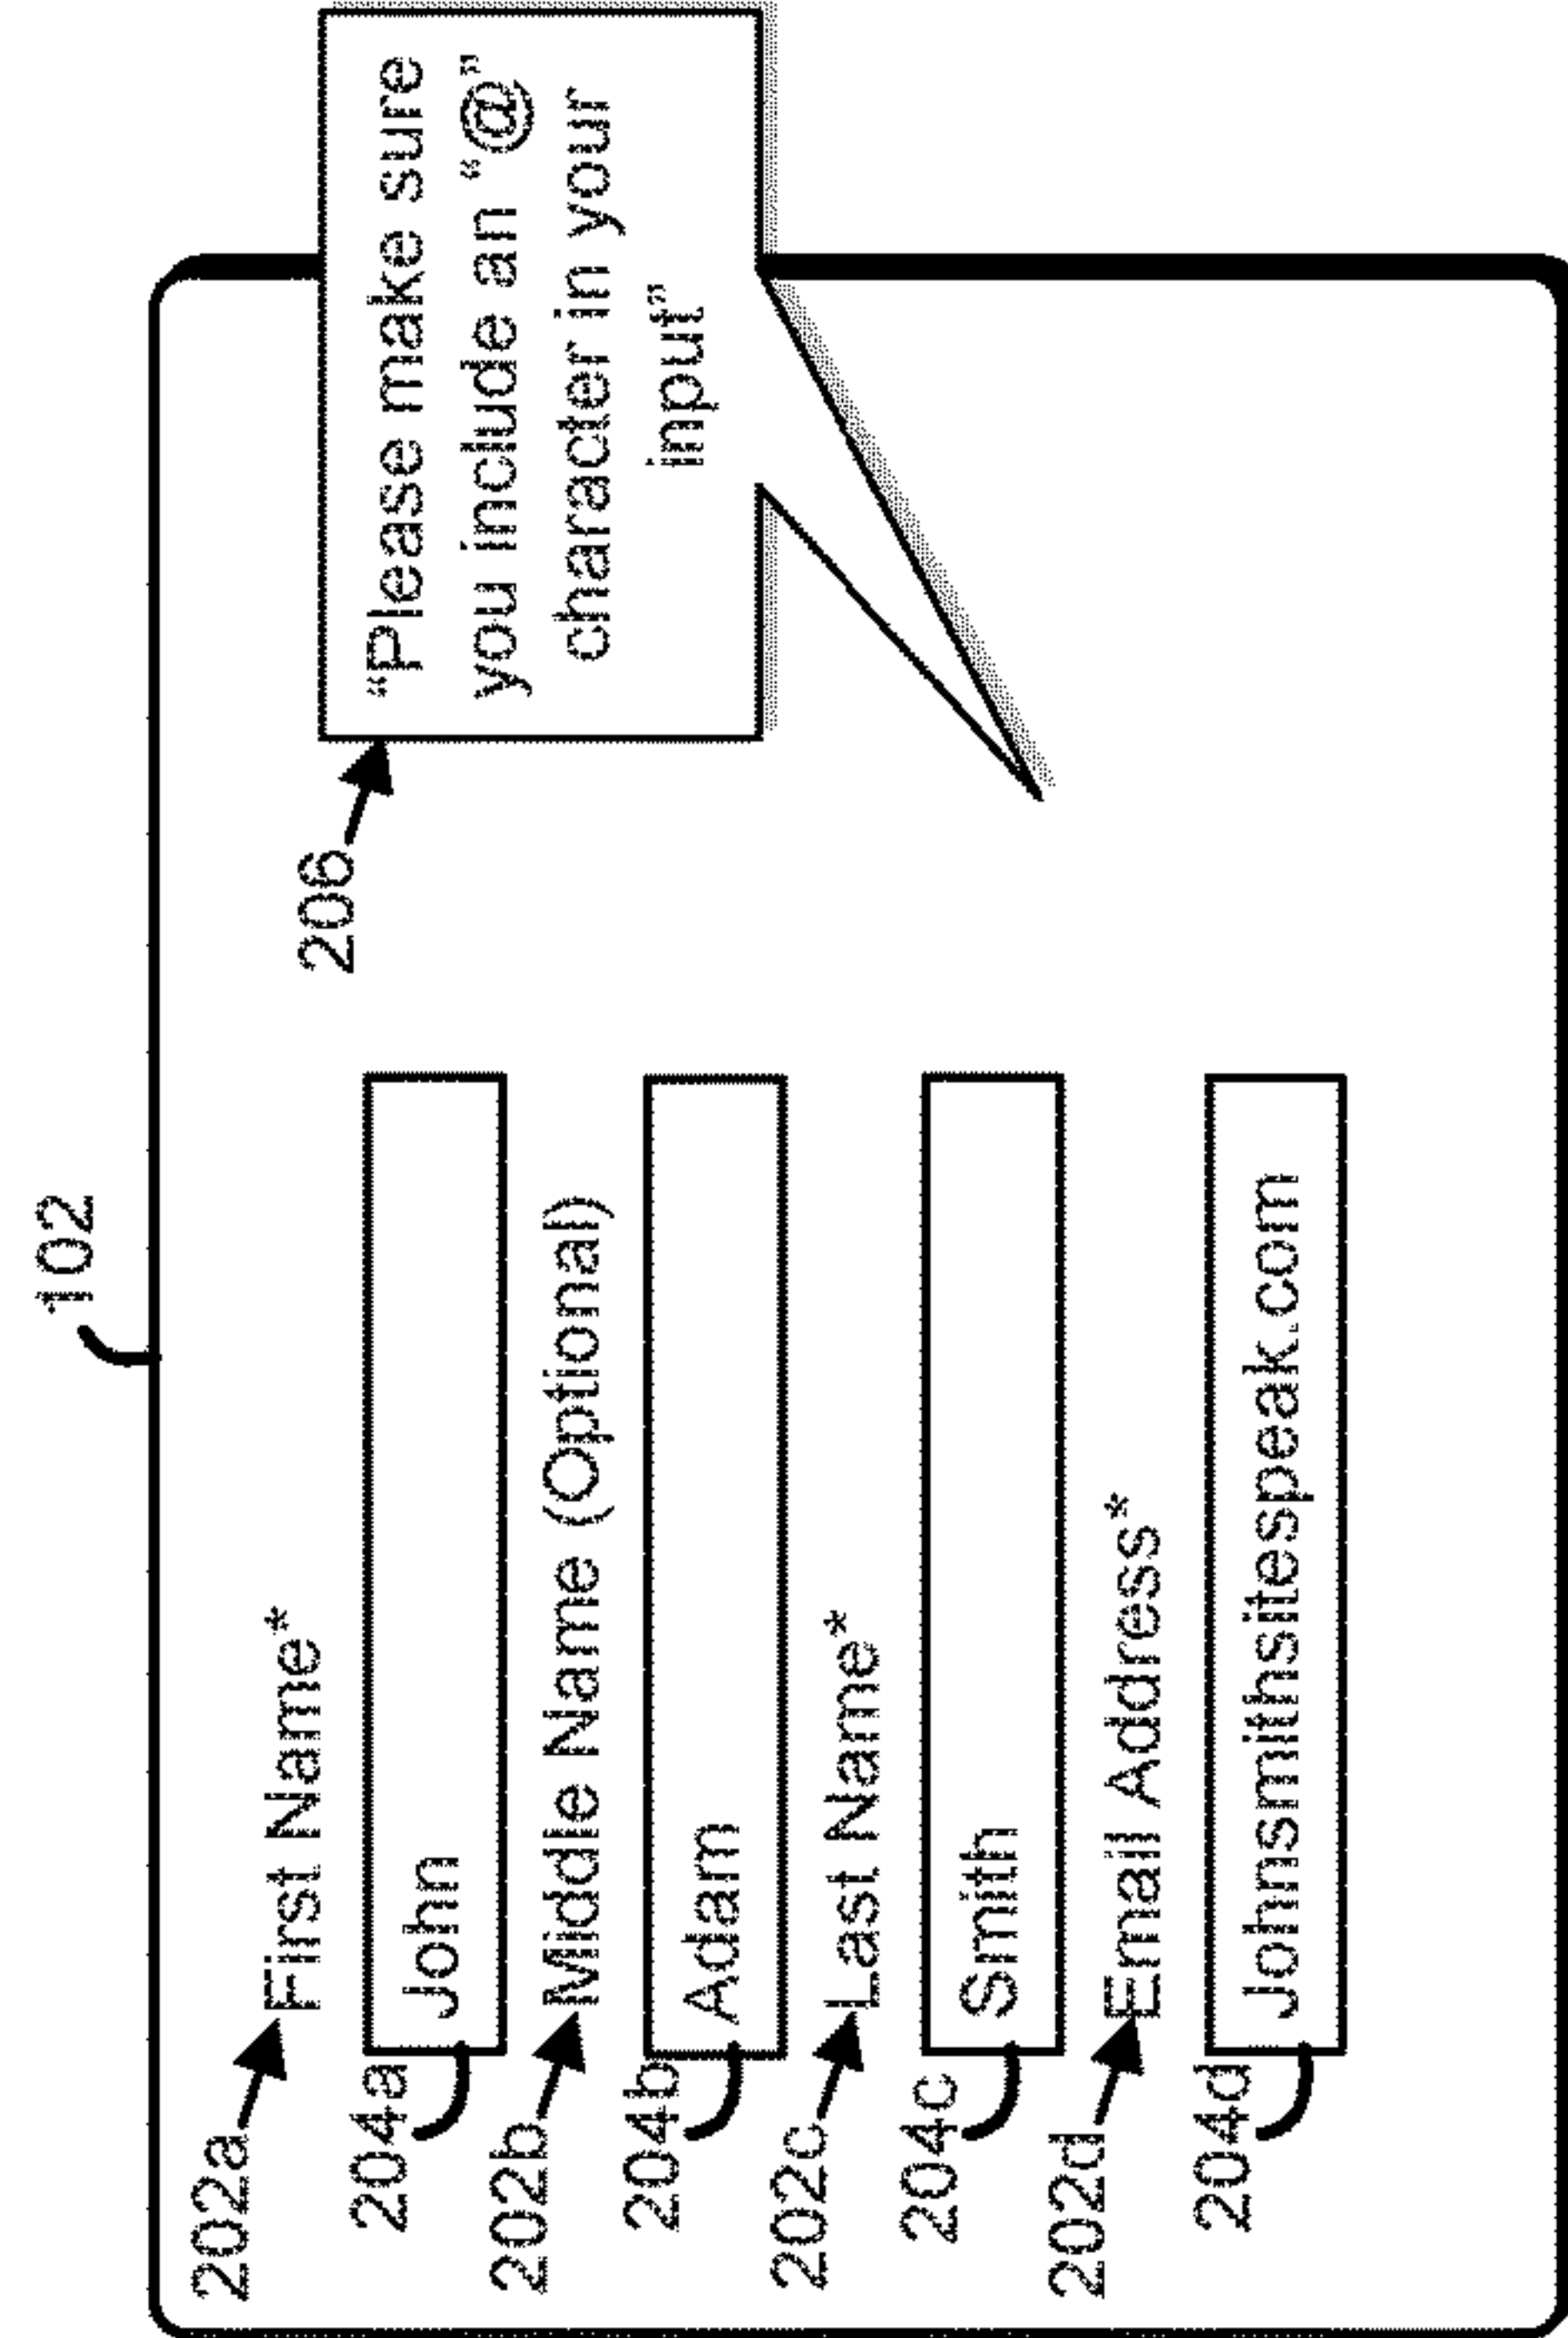 102
202a
First Name*
204a
John
202b
Middle Name (Optional)
204b
Adam
202c
Last Name*
204c
Smith
202d
Email Address*
204d
Johnsmithsitespeak.com
206
“Please make sure
you include an “@”
character in your
input”